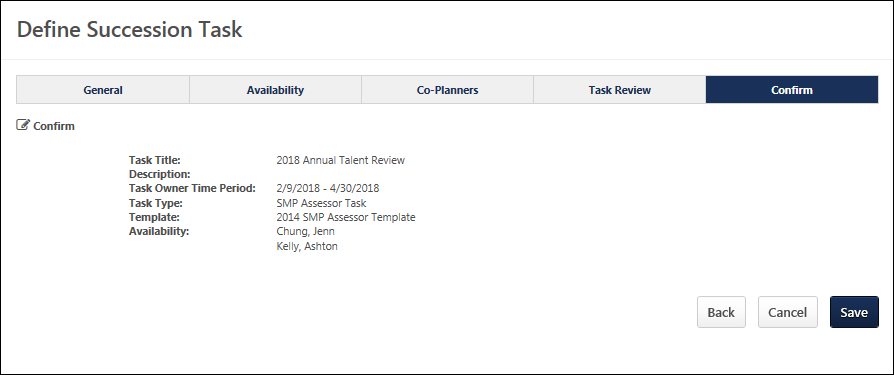 Define Succession Task
General Availability Co-Planners Task Review Confirm
Confirm
Task Title: 2018 Annual Talent Review
Description:
Task Owner Time Period: 2/9/2018 - 4/30/2018
Task Type: SMP Assessor Task
Template: 2014 SMP Assessor Template
Availability: Chung, Jenn
Kelly, Ashton
Back Cancel Save